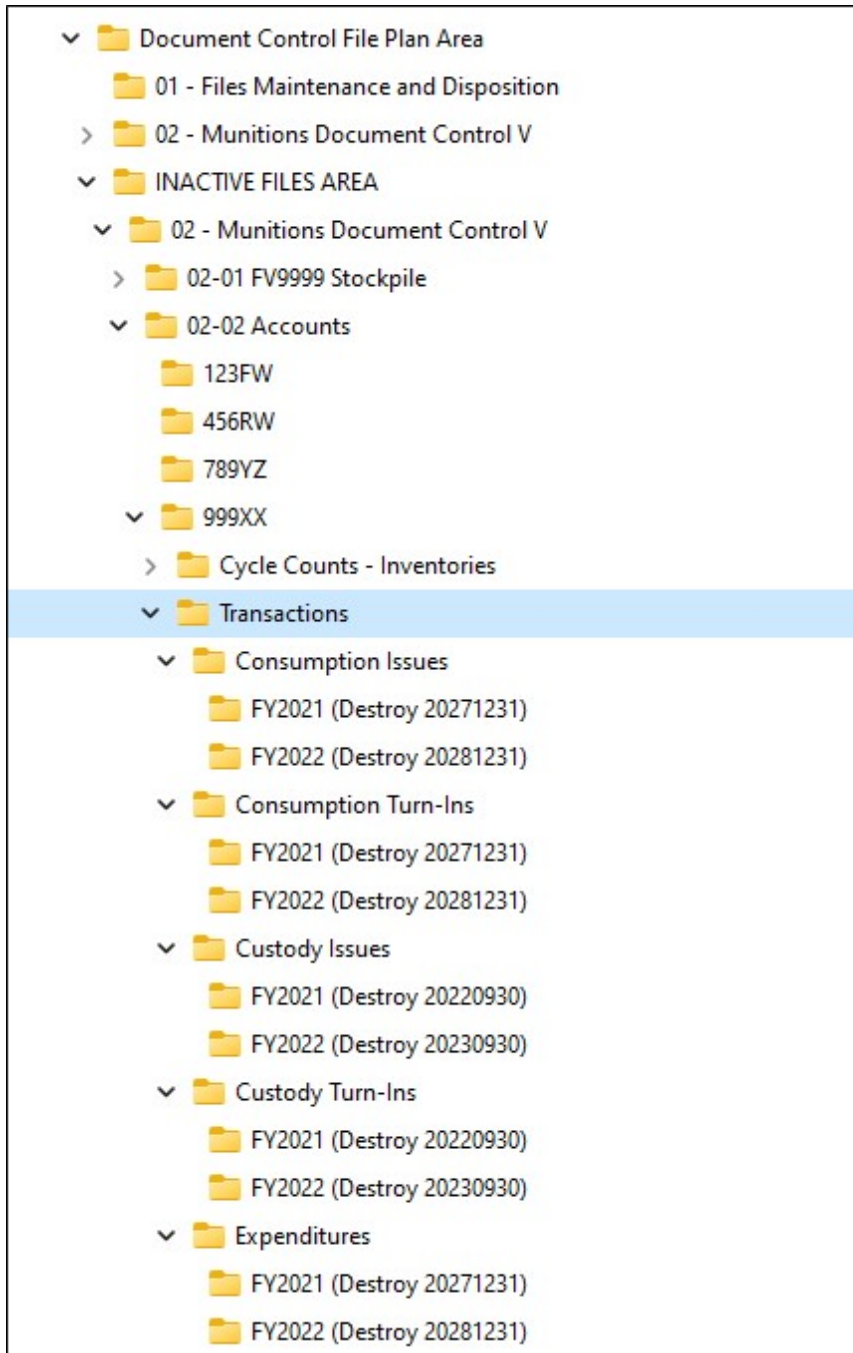 Document Control File Plan Area
01 - Files Maintenance and Disposition
02 - Munitions Document Control V
INACTIVE FILES AREA
02 - Munitions Document Control V
02-01 FV9999 Stockpile
02-02 Accounts
123FW
456RW
789YZ
999XX
Cycle Counts - Inventories
Transactions
Consumption Issues
FY2021 (Destroy 20271231)
FY2022 (Destroy 20281231)
Consumption Turn-Ins
FY2021 (Destroy 20271231)
FY2022 (Destroy 20281231)
Custody Issues
FY2021 (Destroy 20220930)
FY2022 (Destroy 20230930)
Custody Turn-Ins
FY2021 (Destroy 20220930)
FY2022 (Destroy 20230930)
Expenditures
FY2021 (Destroy 20271231)
FY2022 (Destroy 20281231)